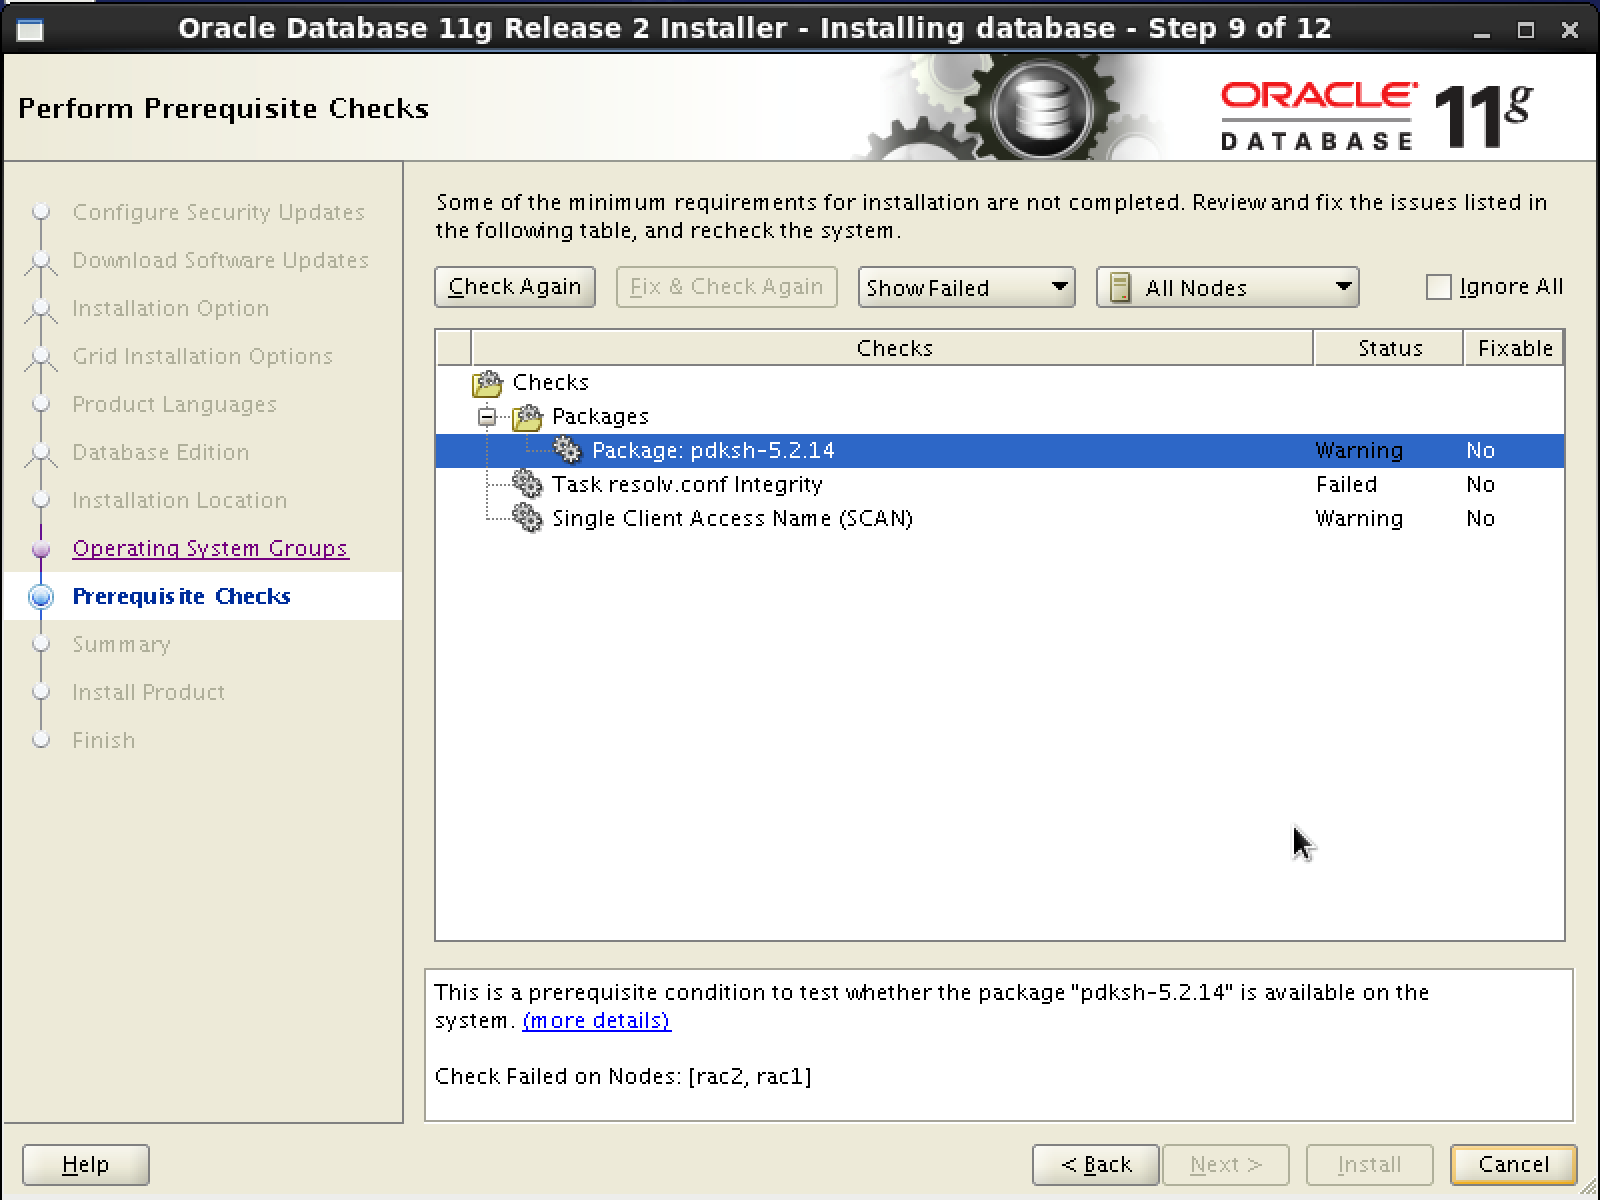 Oracle Database 11g Release 2 Installer - Installing database - Step 9 of 12
Perform Prerequisite Checks
ORACLE
DATABASE
11g
Configure Security Updates
Download Software Updates
Installation Option
Grid Installation Options
Product Languages
Database Edition
Installation Location
Operating System Groups
Prerequisite Checks
Summary
Install Product
Finish
Some of the minimum requirements for installation are not completed. Review and fix the issues listed in
the following table, and recheck the system.
Check Again Fix & Check Again Show Failed All Nodes Ignore All
Checks Status Fixable
Checks
Packages
Package: pdksh-5.2.14 Warning No
Task resolv.conf Integrity Failed No
Single Client Access Name (SCAN) Warning No
This is a prerequisite condition to test whether the package "pdksh-5.2.14" is available on the
system. (more details)
Check Failed on Nodes: [rac2, rac1]
Help < Back Next > Install Cancel